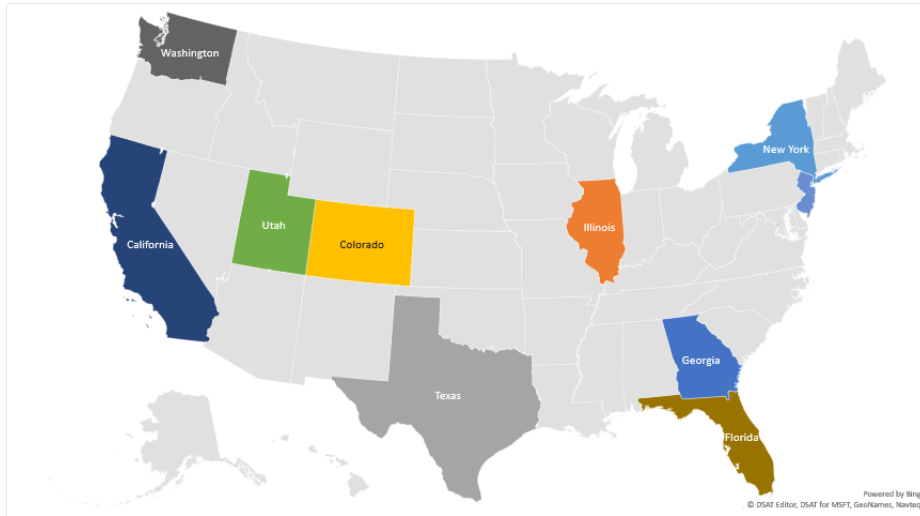 Washington
New York
Utah
Illinois
California
Colorado
Georgia
Texas
Florida
Powered by Bing
© DSAT Editor, DSAT for MSFT, GeoNames, Navteq